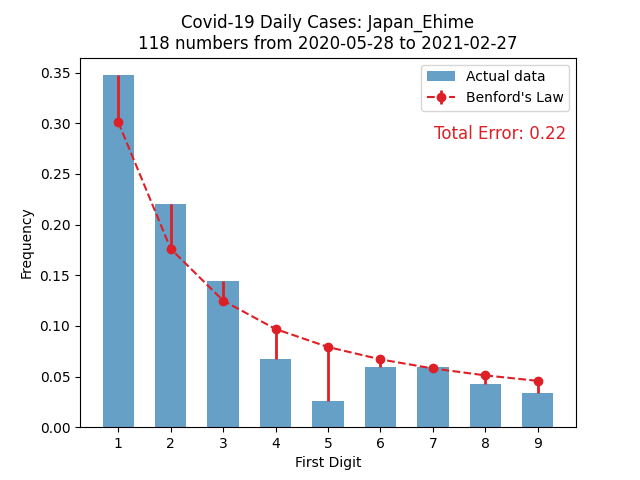 Covid-19 Daily Cases: Japan_Ehime
118 numbers from 2020-05-28 to 2021-02-27
Actual data
Benford's Law
Total Error: 0.22
Frequency
0.35
0.30
0.25
0.20
0.15
0.10
0.05
0.00
1 2 3 4 5 6 7 8 9
First Digit